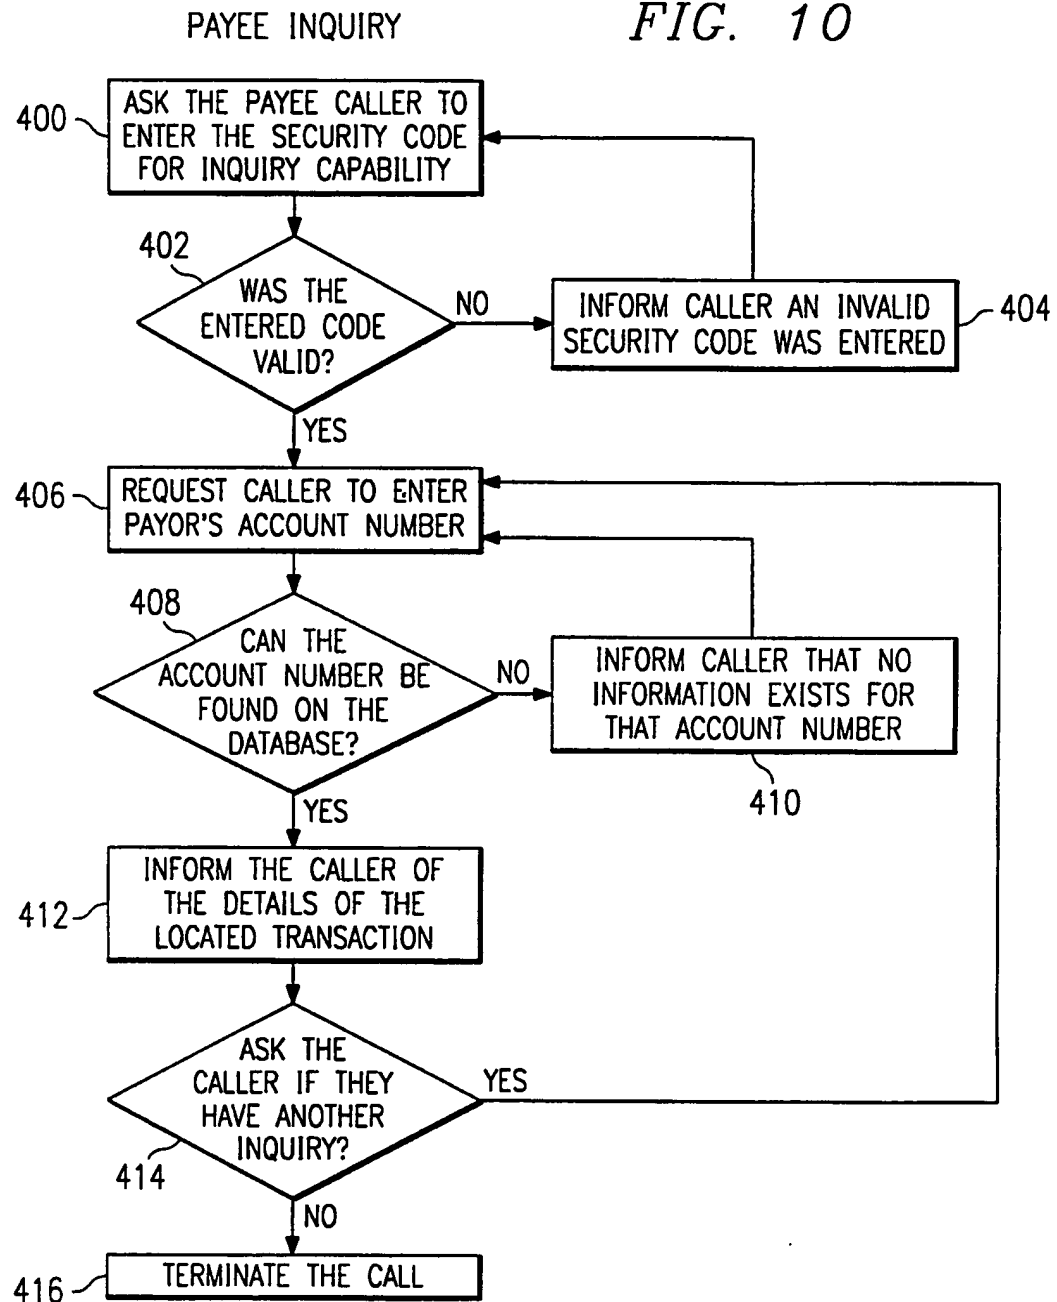 PAYEE INQUIRY
FIG. 10
400
ASK THE PAYEE CALLER TO
ENTER THE SECURITY CODE
FOR INQUIRY CAPABILITY
402
WAS THE
ENTERED CODE
VALID?
NO
INFORM CALLER AN INVALID
SECURITY CODE WAS ENTERED
404
YES
406
REQUEST CALLER TO ENTER
PAYOR'S ACCOUNT NUMBER
408
CAN THE
ACCOUNT NUMBER BE
FOUND ON THE
DATABASE?
NO
INFORM CALLER THAT NO
INFORMATION EXISTS FOR
THAT ACCOUNT NUMBER
410
YES
412
INFORM THE CALLER OF
THE DETAILS OF THE
LOCATED TRANSACTION
ASK THE
CALLER IF THEY
HAVE ANOTHER
INQUIRY?
YES
414
NO
416
TERMINATE THE CALL